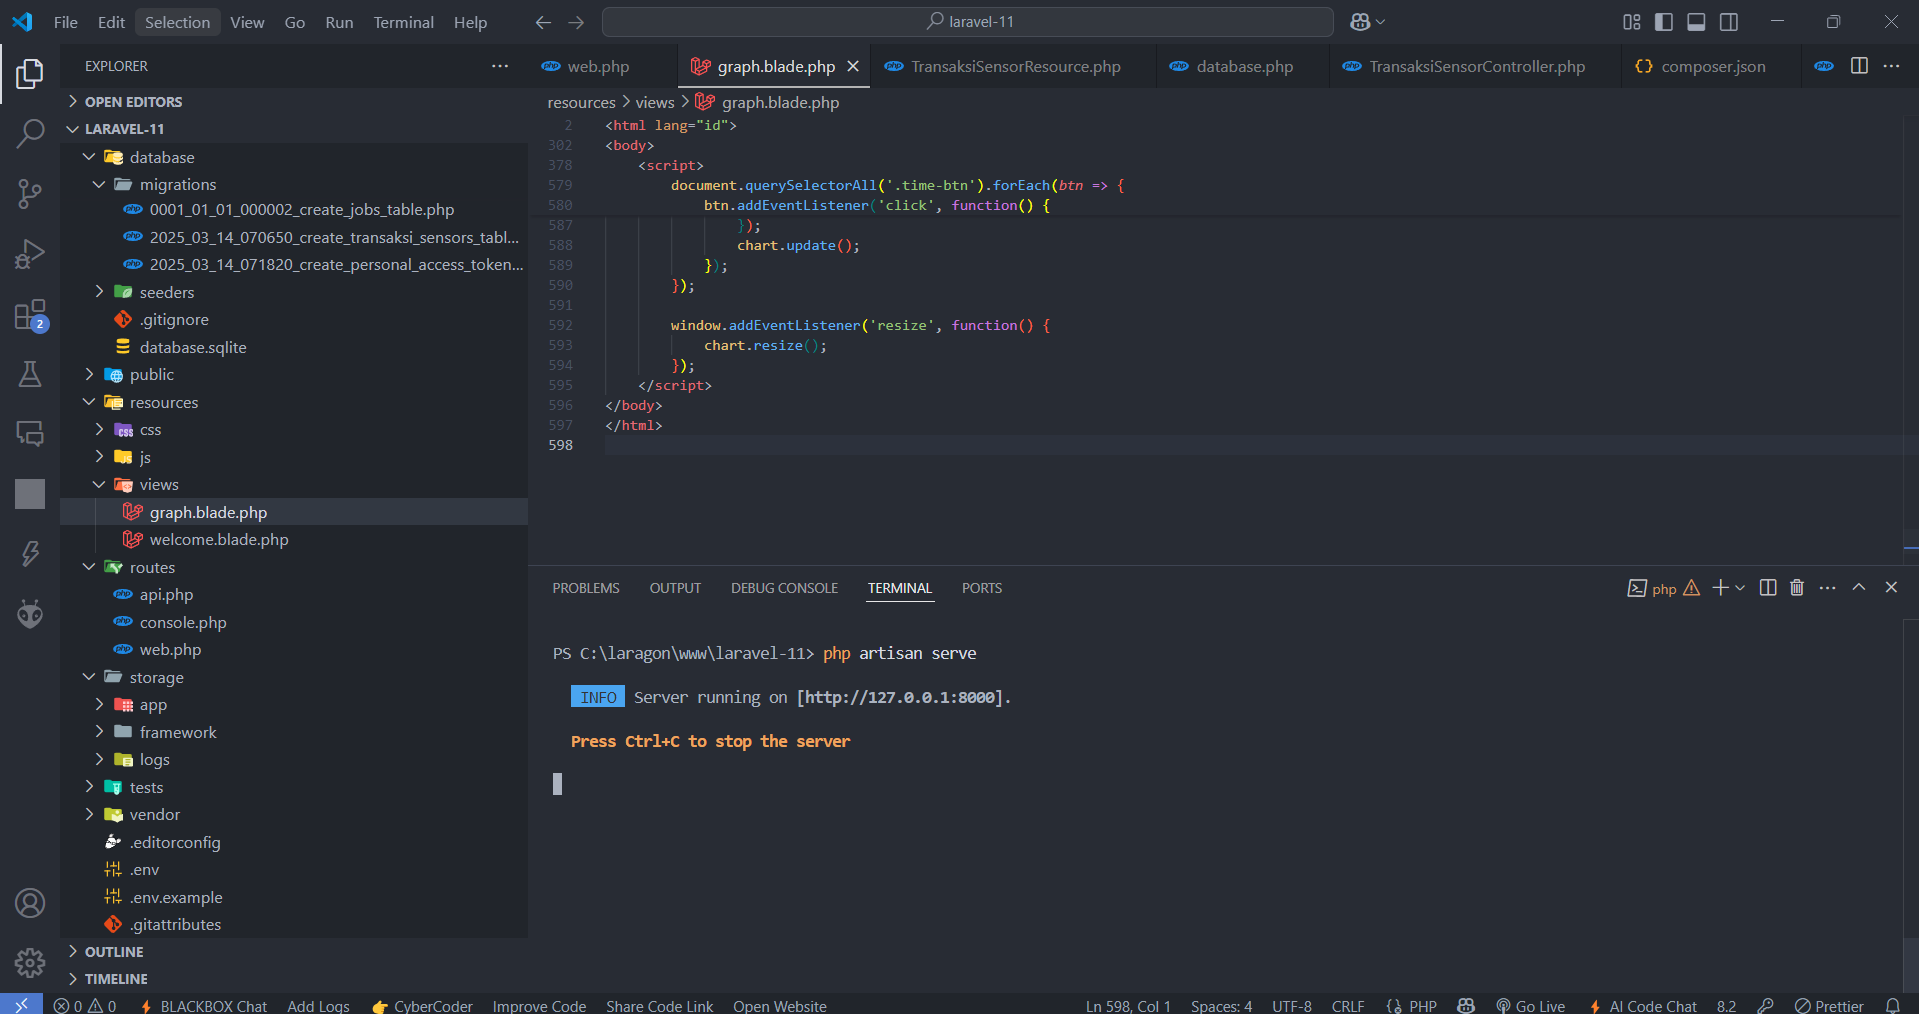 File Edit Selection View Go Run Terminal Help
laravel-11
EXPLORER
web.php
graph.blade.php
TransaksiSensorResource.php
database.php
TransaksiSensorController.php
composer.json
OPEN EDITORS
LARAVEL-11
database
migrations
0001_01_01_000002_create_jobs_table.php
2025_03_14_070650_create_transaksi_sensors_tabl...
2025_03_14_071820_create_personal_access_token...
seeders
.gitignore
database.sqlite
public
resources
css
js
views
graph.blade.php
welcome.blade.php
routes
api.php
console.php
web.php
storage
app
framework
logs
tests
vendor
.editorconfig
.env
.env.example
.gitattributes
OUTLINE
TIMELINE
2
resources > views > graph.blade.php
2 <html lang="id">
302 <body>
378 <script>
579 document.querySelectorAll('.time-btn').forEach(btn => {
580 btn.addEventListener('click', function() {
587 });
588 chart.update();
589 });
590 });
591
592 window.addEventListener('resize', function() {
593 chart.resize();
594 });
595 </script>
596 </body>
597 </html>
598
PROBLEMS OUTPUT DEBUG CONSOLE TERMINAL PORTS
php
PS C:\laragon\www\laravel-11> php artisan serve
INFO Server running on [http://127.0.0.1:8000].
Press Ctrl+C to stop the server
0 0 BLACKBOX Chat Add Logs CyberCoder Improve Code Share Code Link Open Website Ln 598, Col 1 Spaces: 4 UTF-8 CRLF {} PHP Go Live AI Code Chat 8.2 Prettier